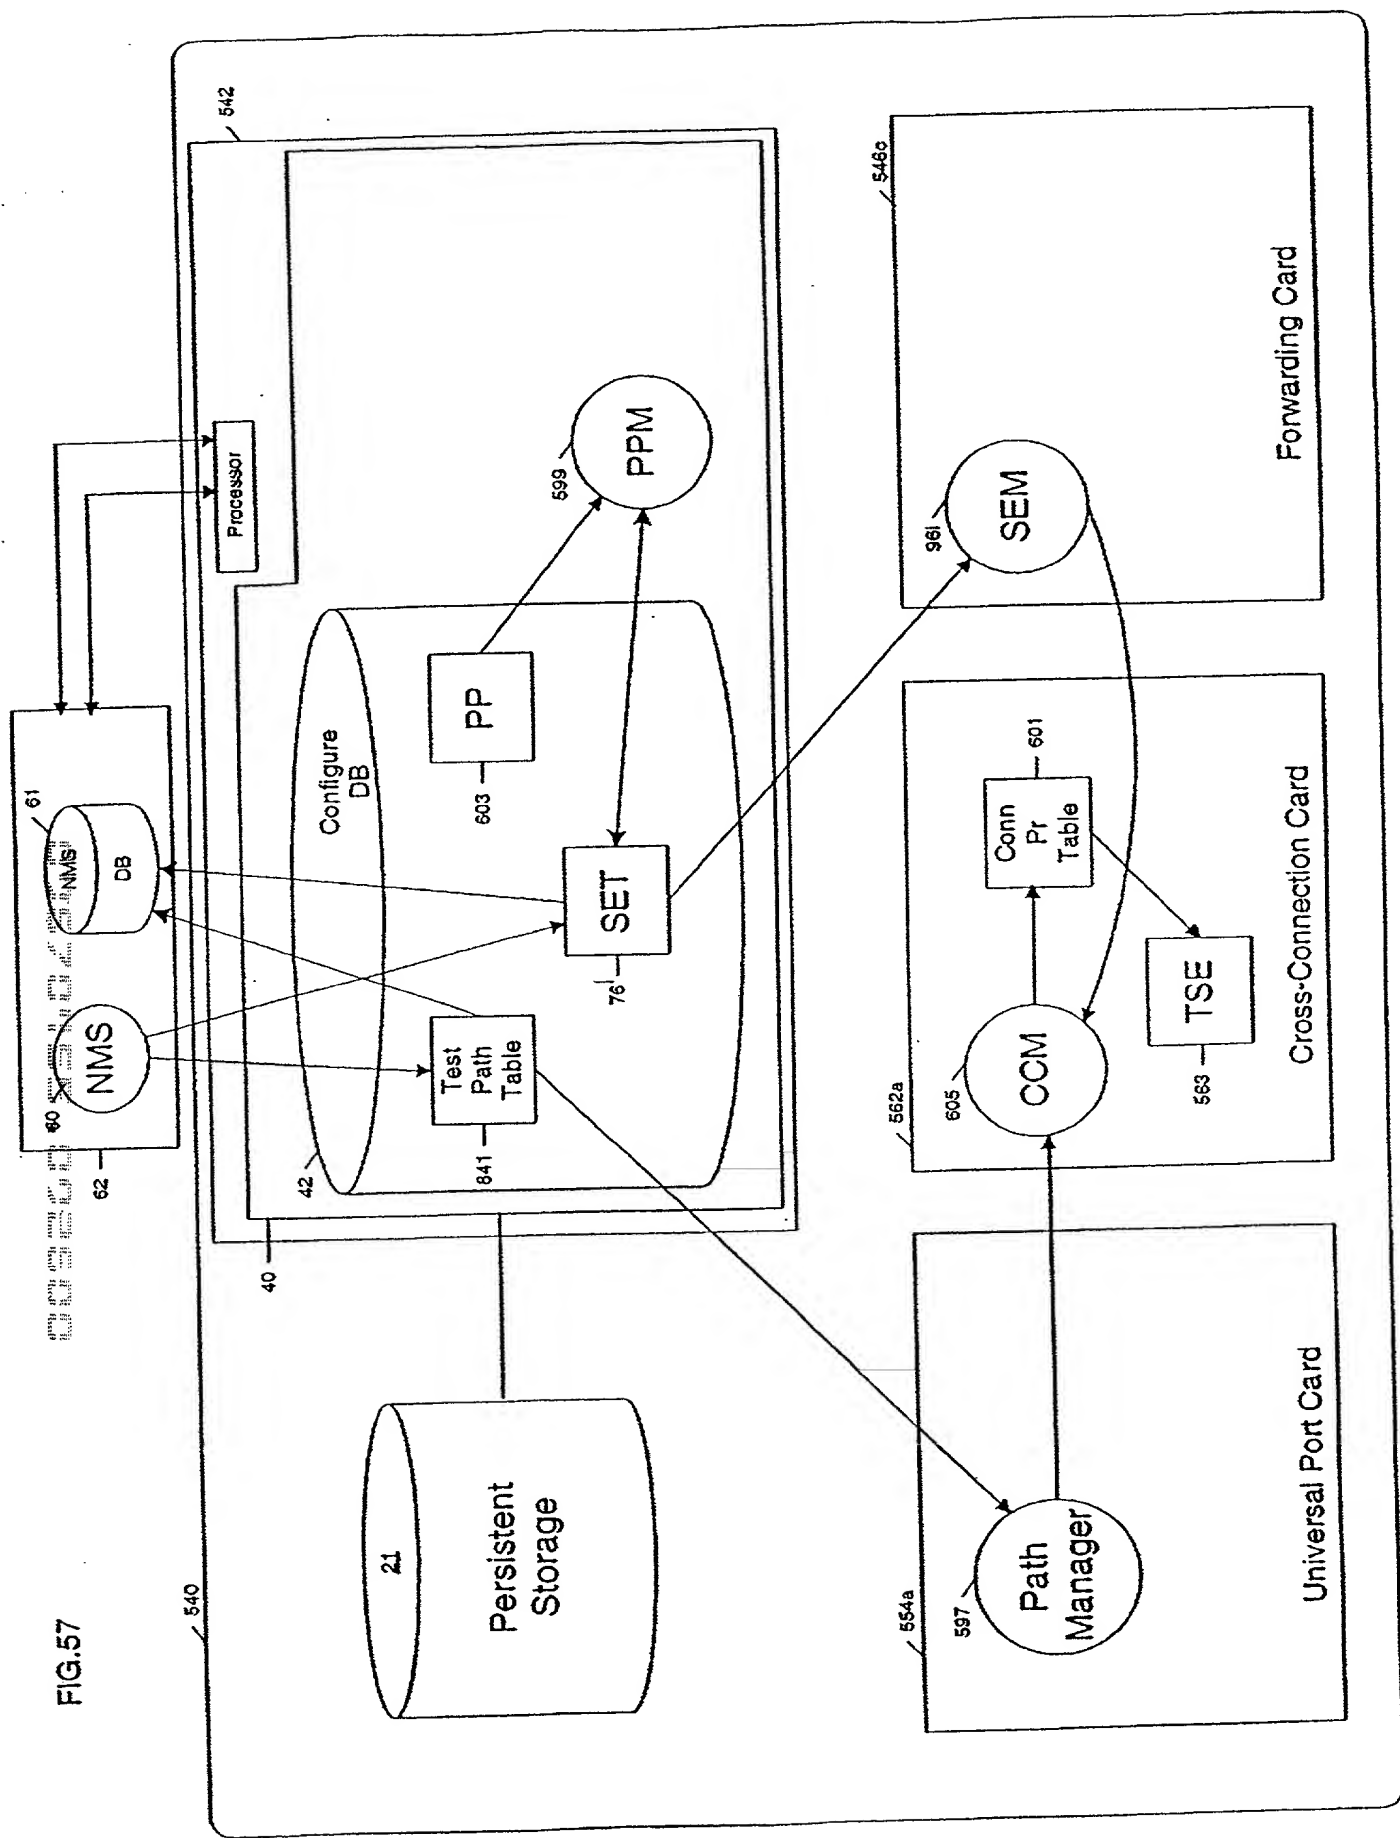 FIG.57
540
62
60
NMS
61
NMS
DB
542
Processor
40
42
Configure
DB
Test
Path
Table
841
SET
76'
PP
603
599
PPM
21
Persistent
Storage
554a
597
Path
Manager
Universal Port Card
562a
605
CCM
Conn
Pr
Table
601
TSE
563
Cross-Connection Card
546c
96i
SEM
Forwarding Card